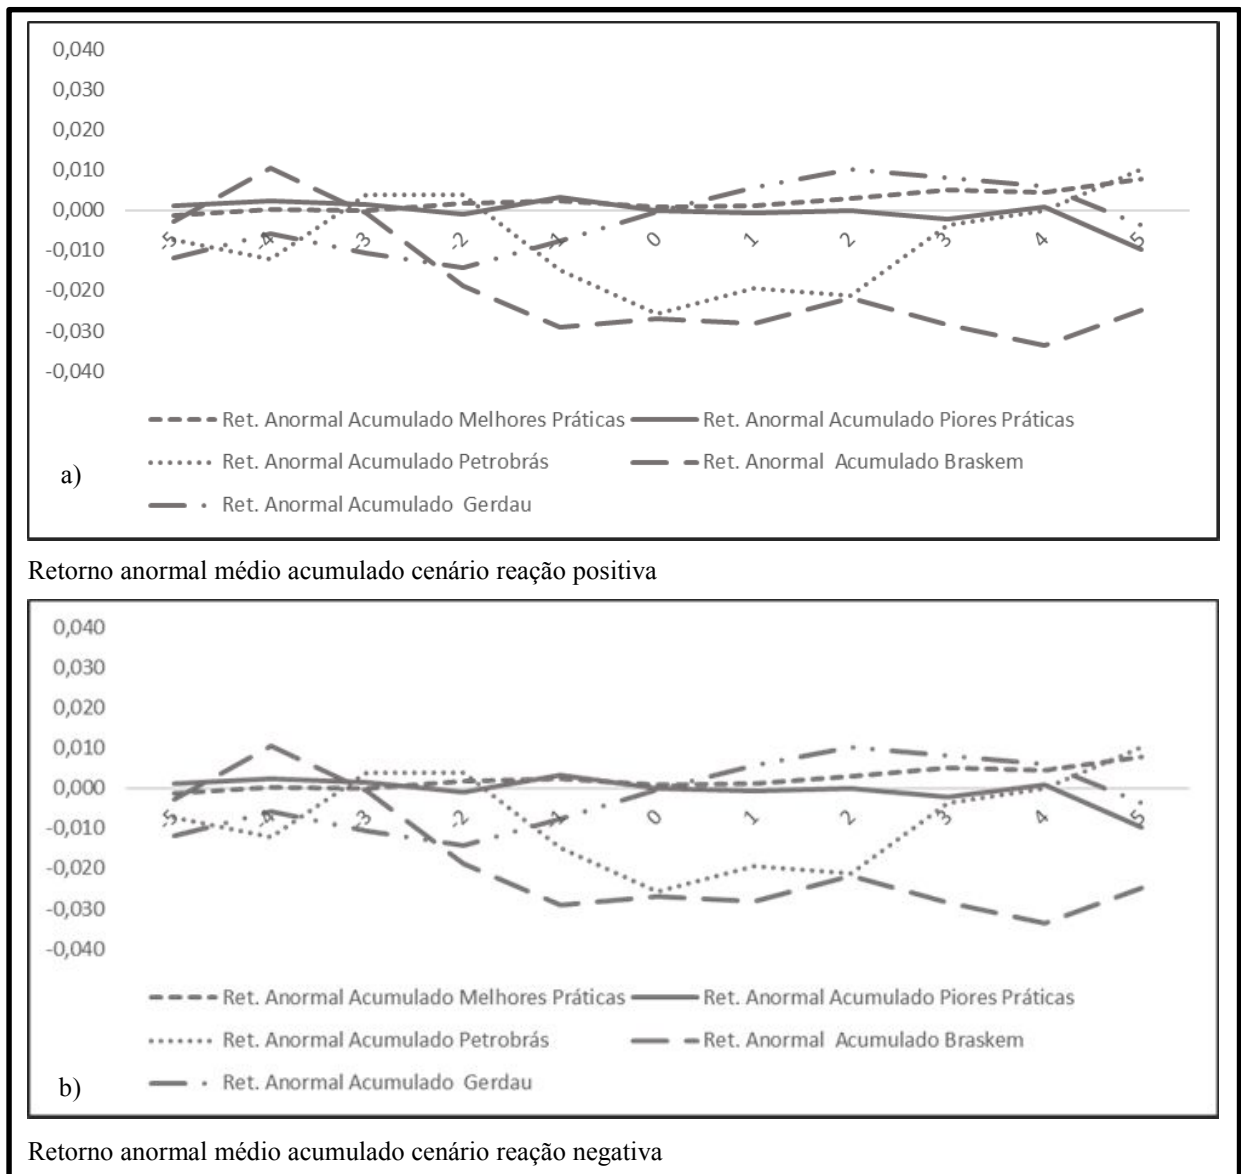 0,040
0,030
0,020
0,010
0,000
-0,010
-0,020
-0,030
-0,040
-5 -4 -3 -2 -1 0 1 2 3 4 5
Ret. Anormal Acumulado Melhores Práticas Ret. Anormal Acumulado Piores Práticas
Ret. Anormal Acumulado Petrobrás Ret. Anormal Acumulado Braskem
a)
Ret. Anormal Acumulado Gerdau
Retorno anormal médio acumulado cenário reação positiva
0,040
0,030
0,020
0,010
0,000
-0,010
-0,020
-0,030
-0,040
-5 -4 -3 -2 -1 0 1 2 3 4 5
Ret. Anormal Acumulado Melhores Práticas Ret. Anormal Acumulado Piores Práticas
Ret. Anormal Acumulado Petrobrás Ret. Anormal Acumulado Braskem
b)
Ret. Anormal Acumulado Gerdau
Retorno anormal médio acumulado cenário reação negativa